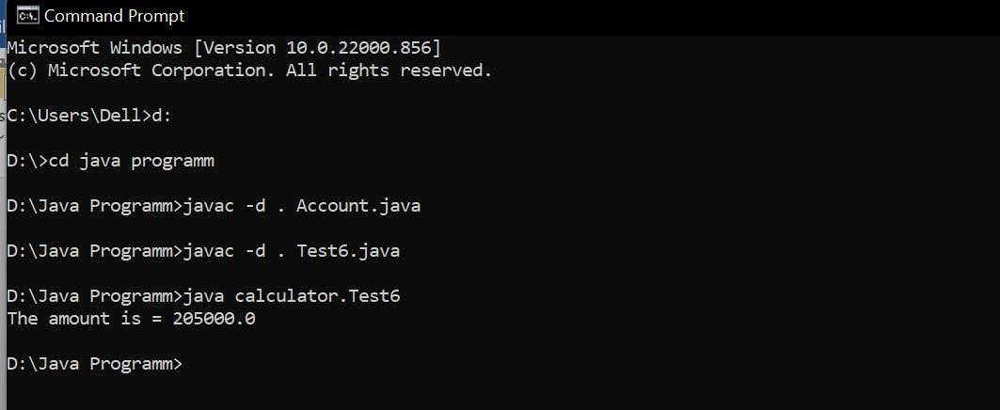 Command Prompt
Microsoft Windows [Version 10.0.22000.856]
(c) Microsoft Corporation. All rights reserved.
C:\Users\Dell>d:
D:\>cd java programm
D:\Java Programm>javac -d . Account.java
D:\Java Programm>javac -d . Test6.java
D:\Java Programm>java calculator.Test6
The amount is = 205000.0
D:\Java Programm>